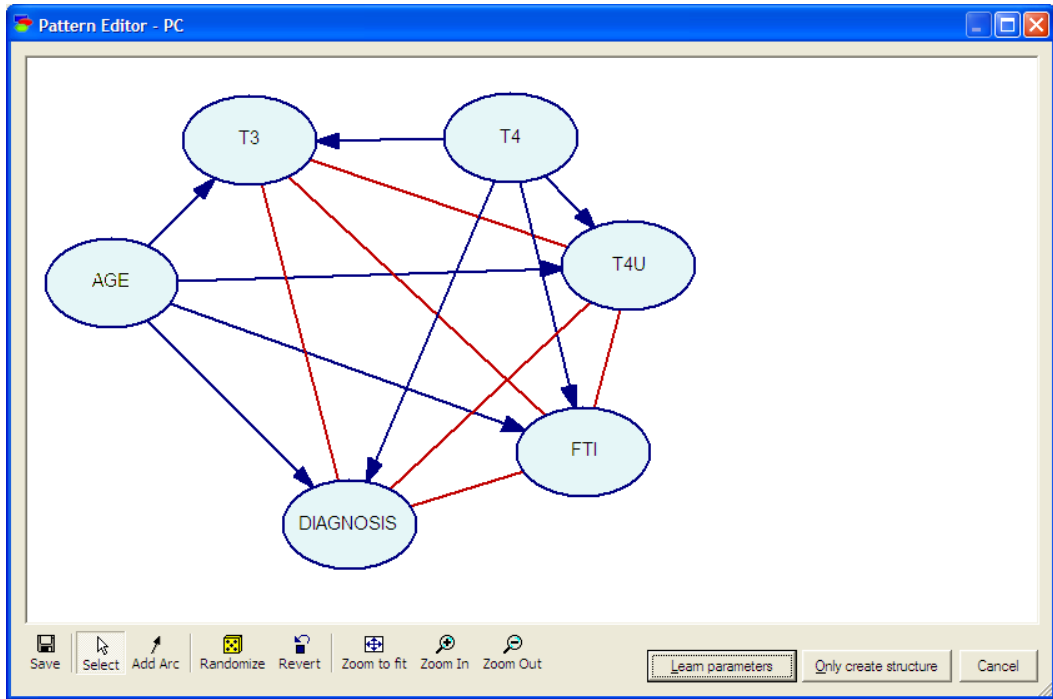 Pattern Editor - PC
T3
T4
T4U
AGE
FTI
DIAGNOSIS
Save
Select
Add Arc
Randomize
Revert
Zoom to fit
Zoom In
Zoom Out
Learn parameters
Only create structure
Cancel